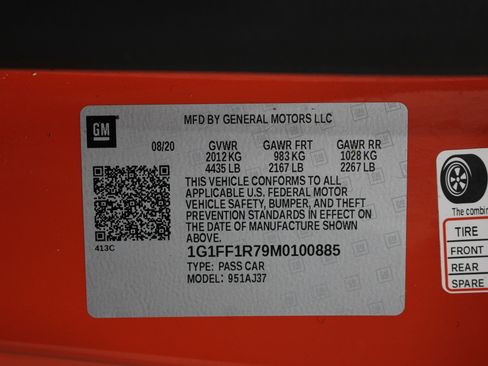 MFD BY GENERAL MOTORS LLC
GM
08/20 GVWR GAWR FRT GAWR RR
2012 KG 983 KG 1028 KG
4435 LB 2167 LB 2267 LB
THIS VEHICLE CONFORMS TO ALL
APPLICABLE U.S. FEDERAL MOTOR
VEHICLE SAFETY, BUMPER, AND THEFT
PREVENTION STANDARDS IN EFFECT ON
THE DATE OF MANUFACTURE SHOWN
ABOVE.
413C
1G1FF1R79M0100885
TYPE: PASS CAR
MODEL: 951AJ37
The combin
TIRE
FRONT
REAR
SPARE